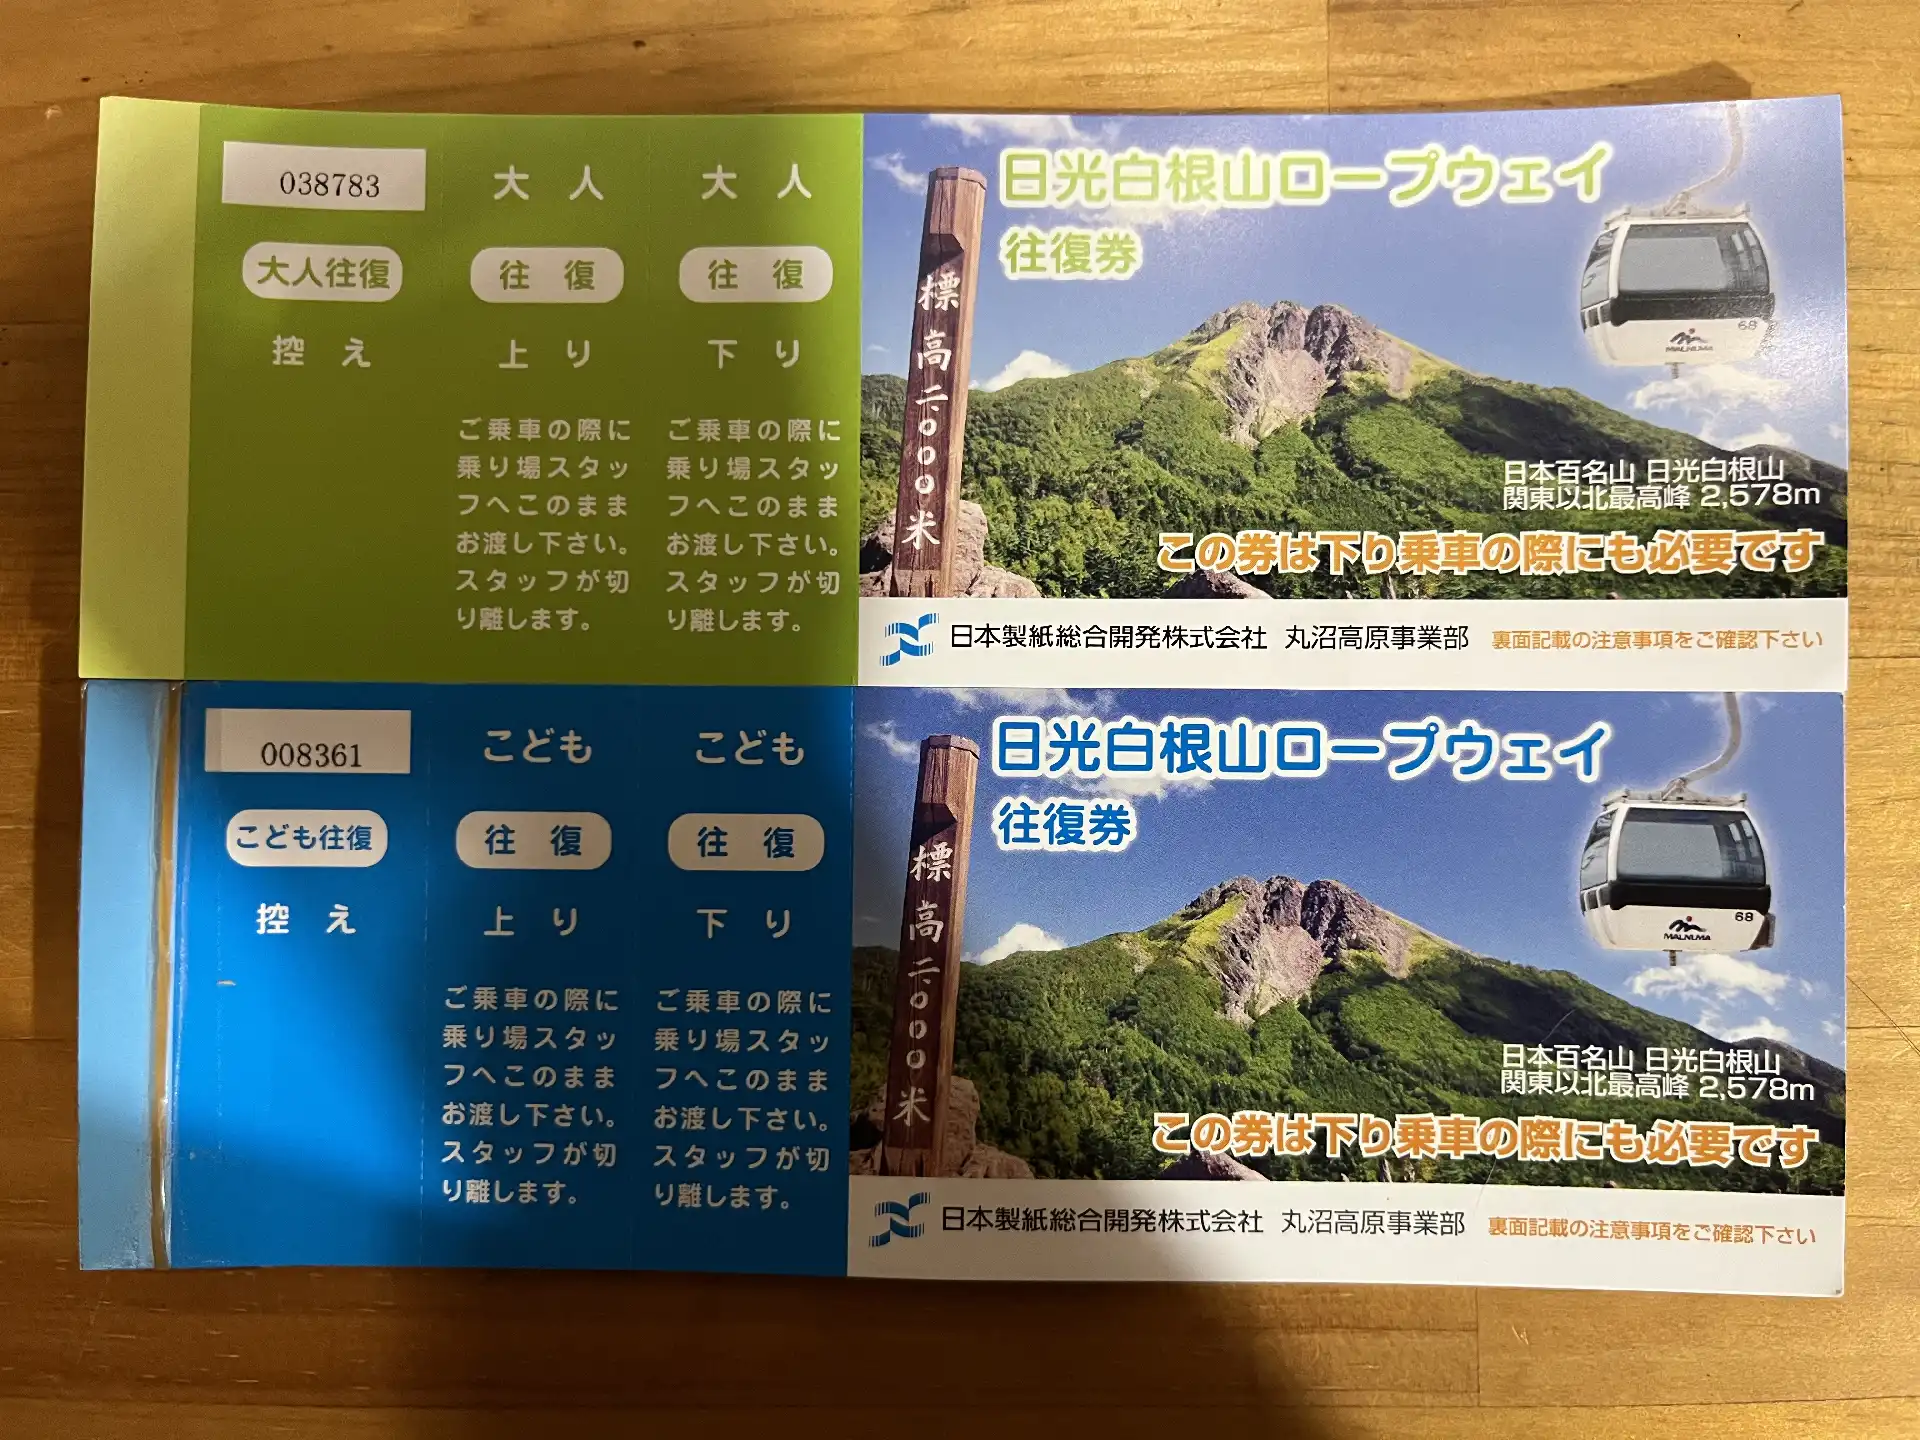 038783
大人往復
控え
大人
往復
上り
ご乗車の際に
乗り場スタッ
フへこのまま
お渡し下さい。
スタッフが切
り離します。
大人
往復
下り
ご乗車の際に
乗り場スタッ
フへこのまま
お渡し下さい。
スタッフが切
り離します。
日光白根山ロープウェイ
往復券
標高二、〇〇〇米
68
MALNUMA
日本百名山 日光白根山
関東以北最高峰 2,578m
この券は下り乗車の際にも必要です
日本製紙総合開発株式会社 丸沼高原事業部 裏面記載の注意事項をご確認下さい
008361
こども往復
控え
こども
往復
上り
ご乗車の際に
乗り場スタッ
フへこのまま
お渡し下さい。
スタッフが切
り離します。
こども
往復
下り
ご乗車の際に
乗り場スタッ
フへこのまま
お渡し下さい。
スタッフが切
り離します。
日光白根山ロープウェイ
往復券
標高二、〇〇〇米
68
MALNUMA
日本百名山 日光白根山
関東以北最高峰 2,578m
この券は下り乗車の際にも必要です
日本製紙総合開発株式会社 丸沼高原事業部 裏面記載の注意事項をご確認下さい